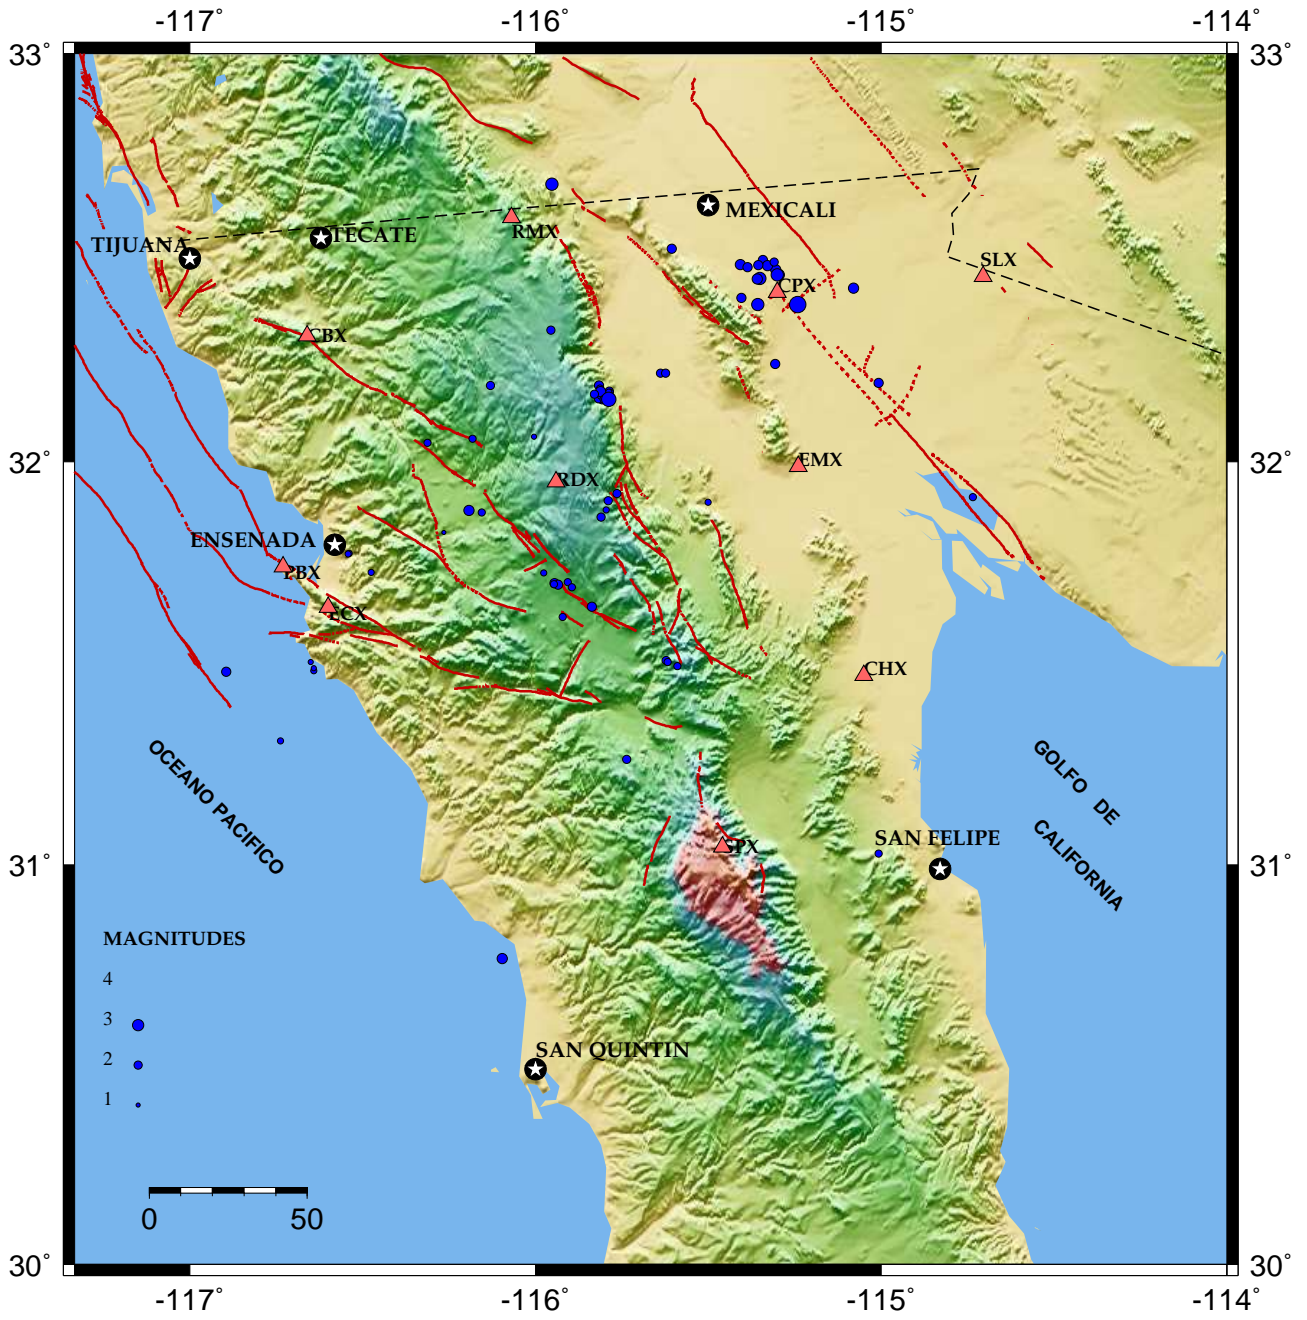 -117° -116° -115° -114°
33° 33°
MEXICALI
RMX
TECATE
TIJUANA
SLX
CPX
CBX
32° 32°
EMX
RDX
ENSENADA
PBX
ECX
CHX
OCEANO PACIFICO
GOLFO DE
CALIFORNIA
SAN FELIPE
SPX
31° 31°
MAGNITUDES
4
3
2
1
SAN QUINTIN
0 50
30° 30°
-117° -116° -115° -114°